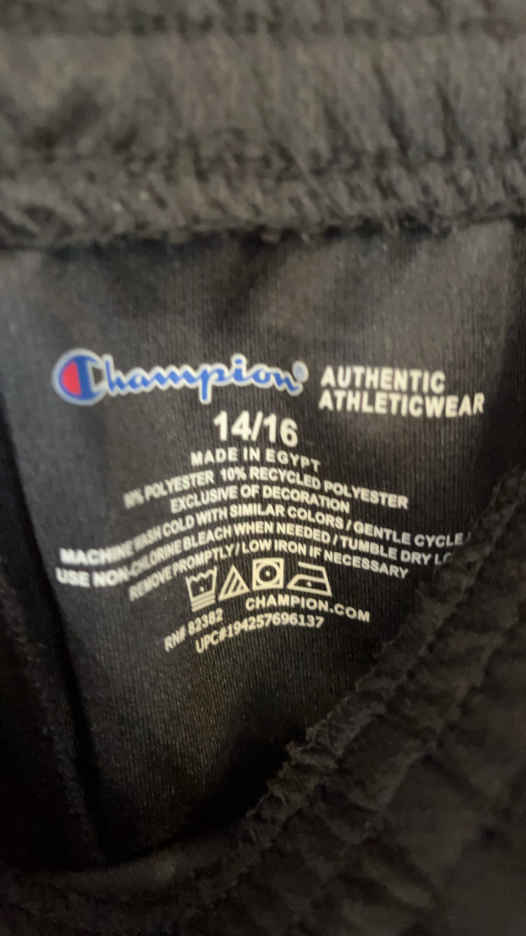 Champion® AUTHENTIC
ATHLETICWEAR
14/16
MADE IN EGYPT
POLYESTER 10% RECYCLED POLYESTER
EXCLUSIVE OF DECORATION
MACHINE WASH COLD WITH SIMILAR COLORS / GENTLE CYCLE /
USE NON-CHLORINE BLEACH WHEN NEEDED / TUMBLE DRY
REMOVE PROMPTLY / LOW IRON IF NECESSARY
CHAMPION.COM
RN# 82382
UPC#194257696137